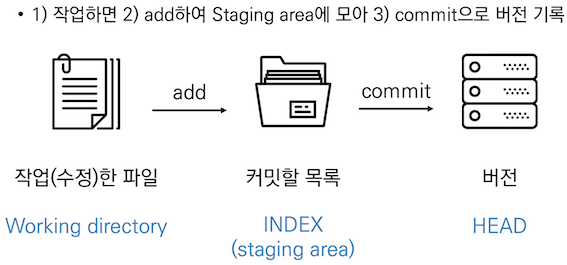 • 1) 작업하면 2) add하여 Staging area에 모아 3) commit으로 버전 기록
add
commit
작업(수정)한 파일
커밋할 목록
버전
Working directory
INDEX
(staging area)
HEAD